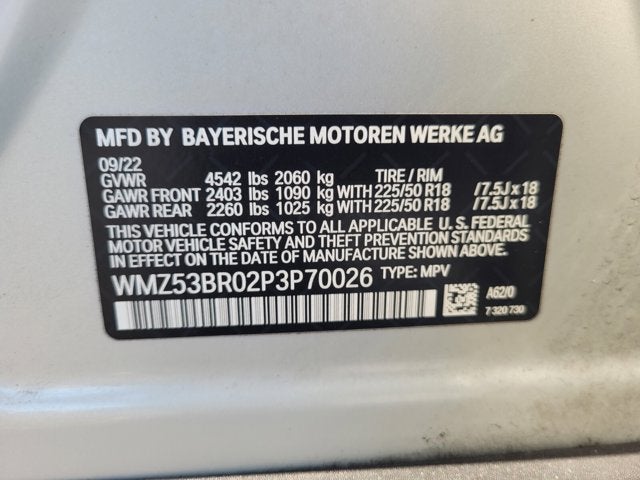 MFD BY BAYERISCHE MOTOREN WERKE AG
09/22
GVWR 4542 lbs 2060 kg TIRE / RIM
GAWR FRONT 2403 lbs 1090 kg WITH 225/50 R18 /7.5J x 18
GAWR REAR 2260 lbs 1025 kg WITH 225/50 R18 /7.5J x 18
THIS VEHICLE CONFORMS TO ALL APPLICABLE U. S. FEDERAL
MOTOR VEHICLE SAFETY AND THEFT PREVENTION STANDARDS
IN EFFECT ON THE DATE OF MANUFACTURE SHOWN ABOVE.
WMZ53BR02P3P70026 TYPE: MPV
A62/0
7 320 730